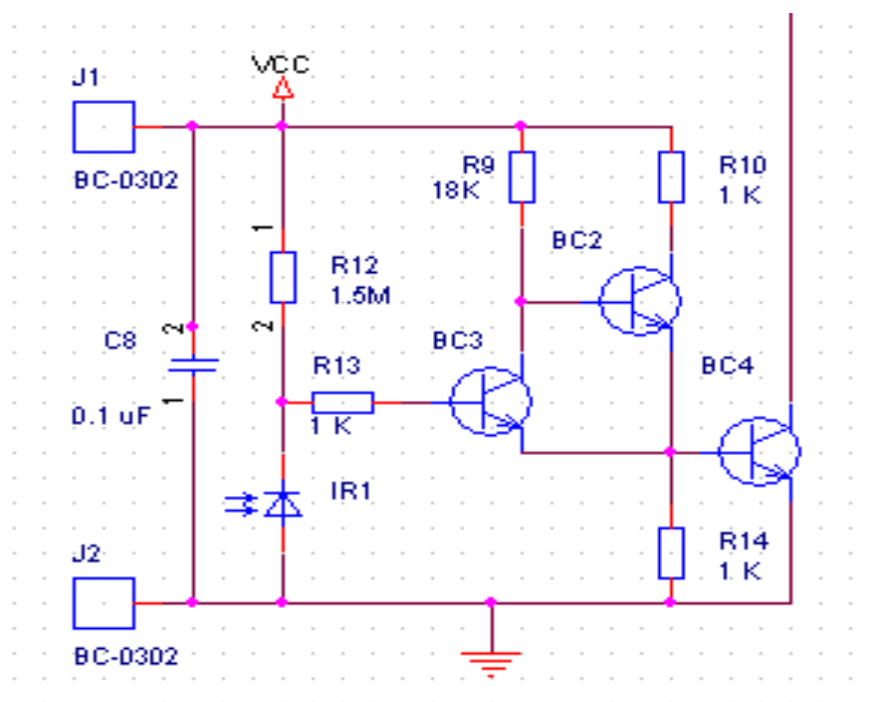 VCC
J1
BC-0302
R9
18K
R10
1 K
BC2
1
R12
1.5M
2
2
C8
1
0.1 uF
R13
1 K
BC3
BC4
IR1
J2
BC-0302
R14
1 K